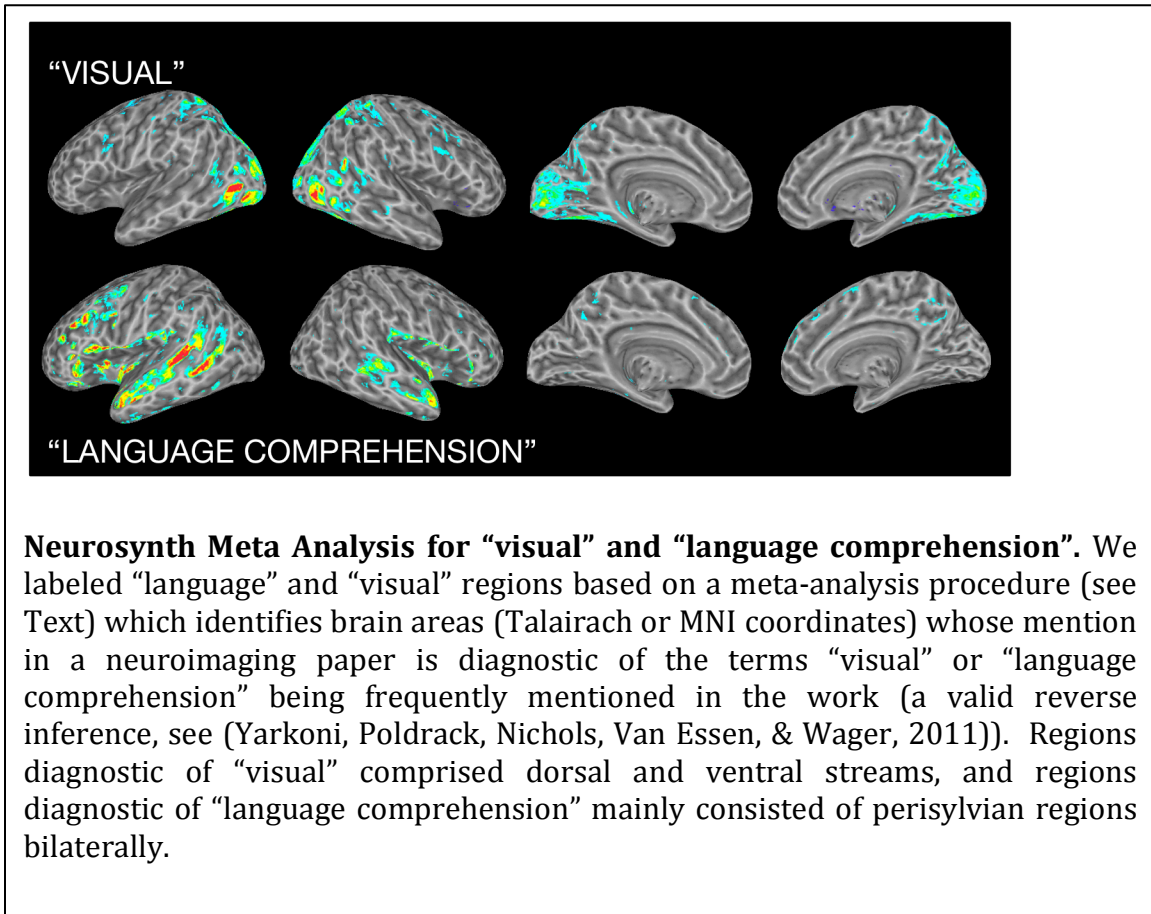 “VISUAL”
“LANGUAGE COMPREHENSION”
Neurosynth Meta Analysis for “visual” and “language comprehension”. We
labeled “language” and “visual” regions based on a meta-analysis procedure (see
Text) which identifies brain areas (Talairach or MNI coordinates) whose mention
in a neuroimaging paper is diagnostic of the terms “visual” or “language
comprehension” being frequently mentioned in the work (a valid reverse
inference, see (Yarkoni, Poldrack, Nichols, Van Essen, & Wager, 2011)). Regions
diagnostic of “visual” comprised dorsal and ventral streams, and regions
diagnostic of “language comprehension” mainly consisted of perisylvian regions
bilaterally.